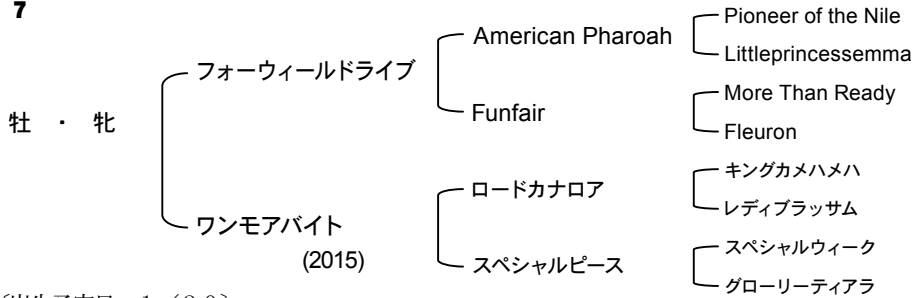 7
牡 ・ 牝
フォーウィールドライブ
American Pharoah
Pioneer of the Nile
Littleprincessemma
Funfair
More Than Ready
Fleuron
ワンモアバイト
(2015)
ロードカナロア
キングカメハメハ
レディブラッサム
スペシャルピース
スペシャルウィーク
グローリーティアラ